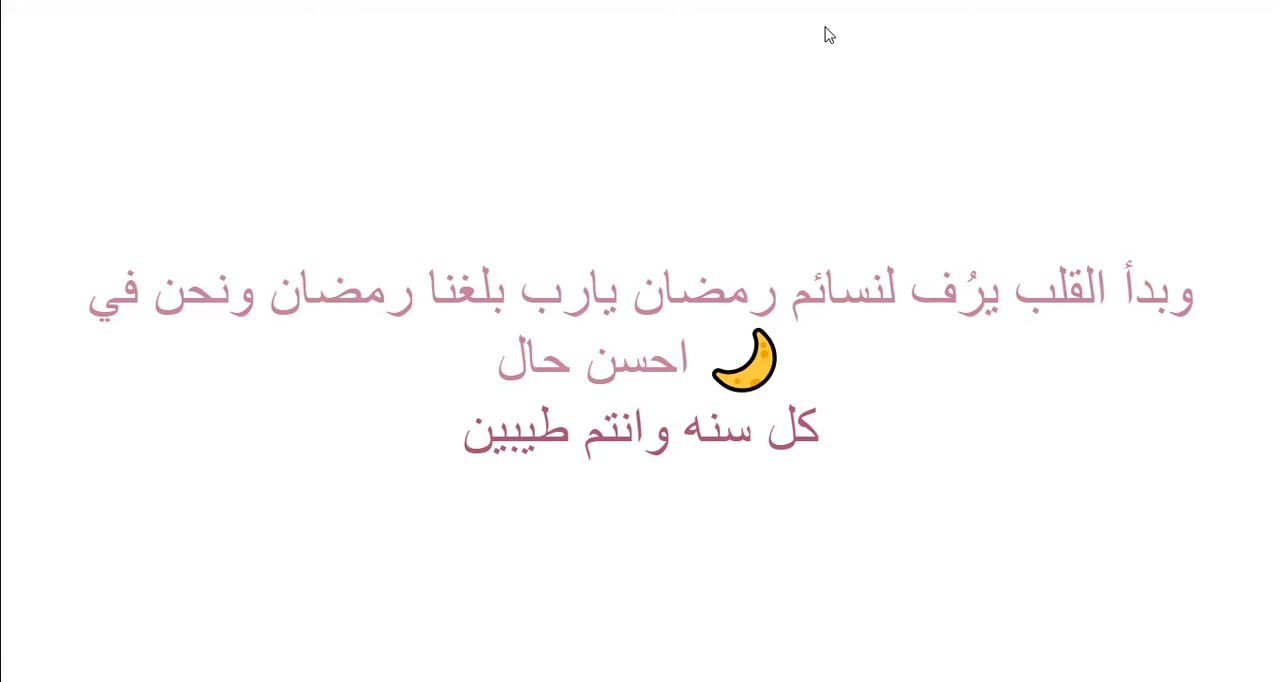 وبدأ القلب يرُف لنسائم رمضان يارب بلغنا رمضان ونحن في
🌙 احسن حال
كل سنه وانتم طيبين